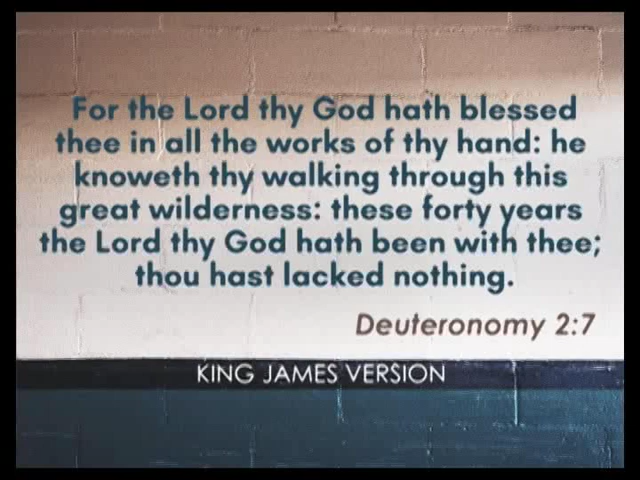 For the Lord thy God hath blessed
thee in all the works of thy hand: he
knoweth thy walking through this
great wilderness: these forty years
the Lord thy God hath been with thee;
thou hast lacked nothing.
Deuteronomy 2:7
KING JAMES VERSION